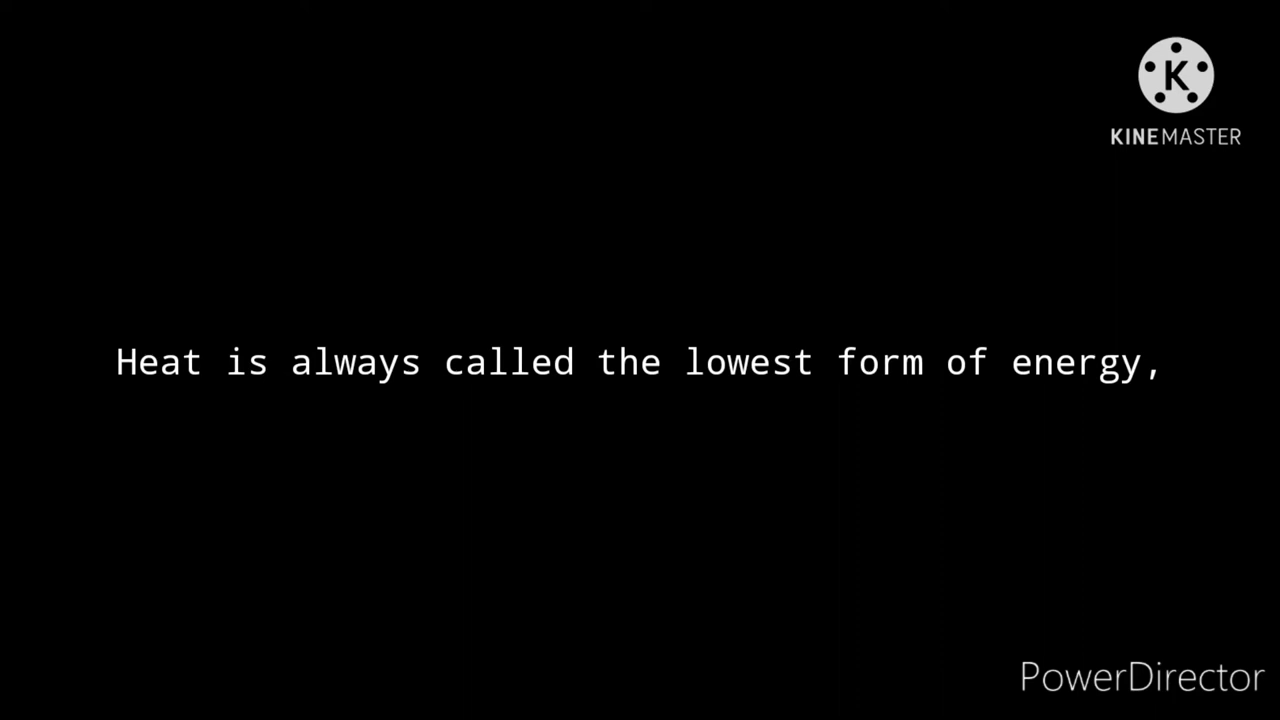 K
KINEMASTER
Heat is always called the lowest form of energy,
PowerDirector